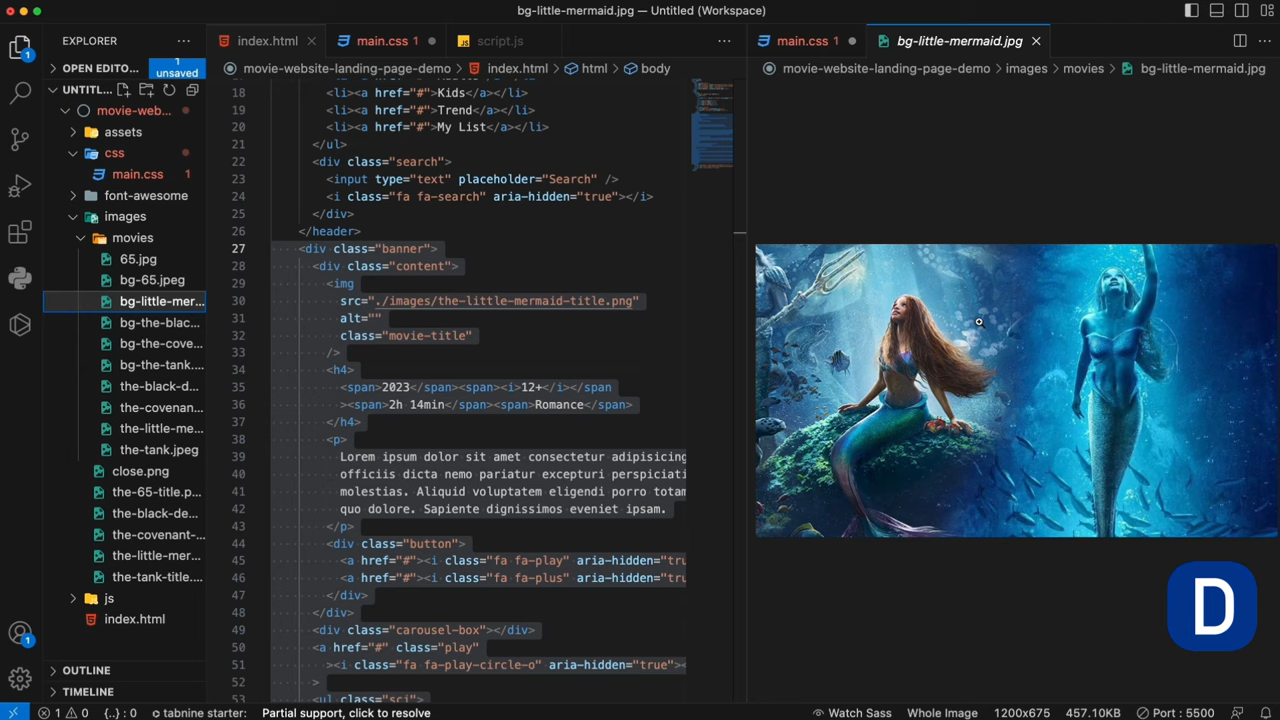 bg-little-mermaid.jpg — Untitled (Workspace)
EXPLORER
OPEN EDITO...
1 unsaved
UNTITL...
movie-web...
assets
css
main.css 1
font-awesome
images
movies
65.jpg
bg-65.jpeg
bg-little-mer...
bg-the-blac...
bg-the-cove...
bg-the-tank....
the-black-d...
the-covenan...
the-little-me...
the-tank.jpeg
close.png
the-65-title.p...
the-black-de...
the-covenant-...
the-little-mer...
the-tank-title....
js
index.html
OUTLINE
TIMELINE
index.html
main.css 1
script.js
movie-website-landing-page-demo > index.html > html > body
18 <li><a href="#">Kids</a></li>
19 <li><a href="#">Trend</a></li>
20 <li><a href="#">My List</a></li>
21 </ul>
22 <div class="search">
23 <input type="text" placeholder="Search" />
24 <i class="fa fa-search" aria-hidden="true"></i>
25 </div>
26 </header>
27 <div class="banner">
28 <div class="content">
29 <img
30 src="./images/the-little-mermaid-title.png"
31 alt=""
32 class="movie-title"
33 />
34 <h4>
35 <span>2023</span><span><i>12+</i></span
36 ><span>2h 14min</span><span>Romance</span>
37 </h4>
38 <p>
39 Lorem ipsum dolor sit amet consectetur adipisicing
40 officiis dicta nemo pariatur excepturi perspiciati
41 molestias. Aliquid voluptatem eligendi porro totam
42 quo dolore. Sapiente dignissimos eveniet ipsam.
43 </p>
44 <div class="button">
45 <a href="#"><i class="fa fa-play" aria-hidden="tru
46 <a href="#"><i class="fa fa-plus" aria-hidden="tru
47 </div>
48 </div>
49 <div class="carousel-box"></div>
50 <a href="#" class="play"
51 ><i class="fa fa-play-circle-o" aria-hidden="true"><
52 >
53 <ul class="sci">
main.css 1
bg-little-mermaid.jpg
movie-website-landing-page-demo > images > movies > bg-little-mermaid.jpg
D
1 0 {..} : 0 tabnine starter: Partial support, click to resolve
Watch Sass Whole Image 1200x675 457.10KB Port : 5500